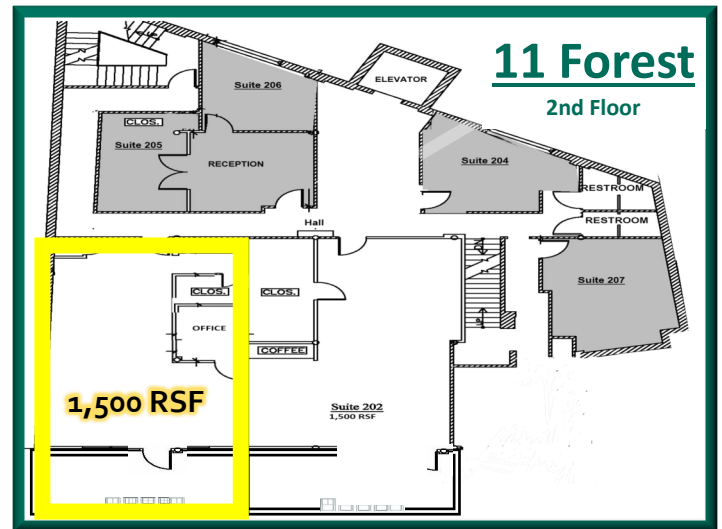 11 Forest
2nd Floor
ELEVATOR
Suite 206
CLOS.
Suite 205
RECEPTION
Suite 204
RESTROOM
RESTROOM
Hall
Suite 207
CLOS.
CLOS.
OFFICE
COFFEE
UP
1,500 RSF
Suite 202
1,500 RSF